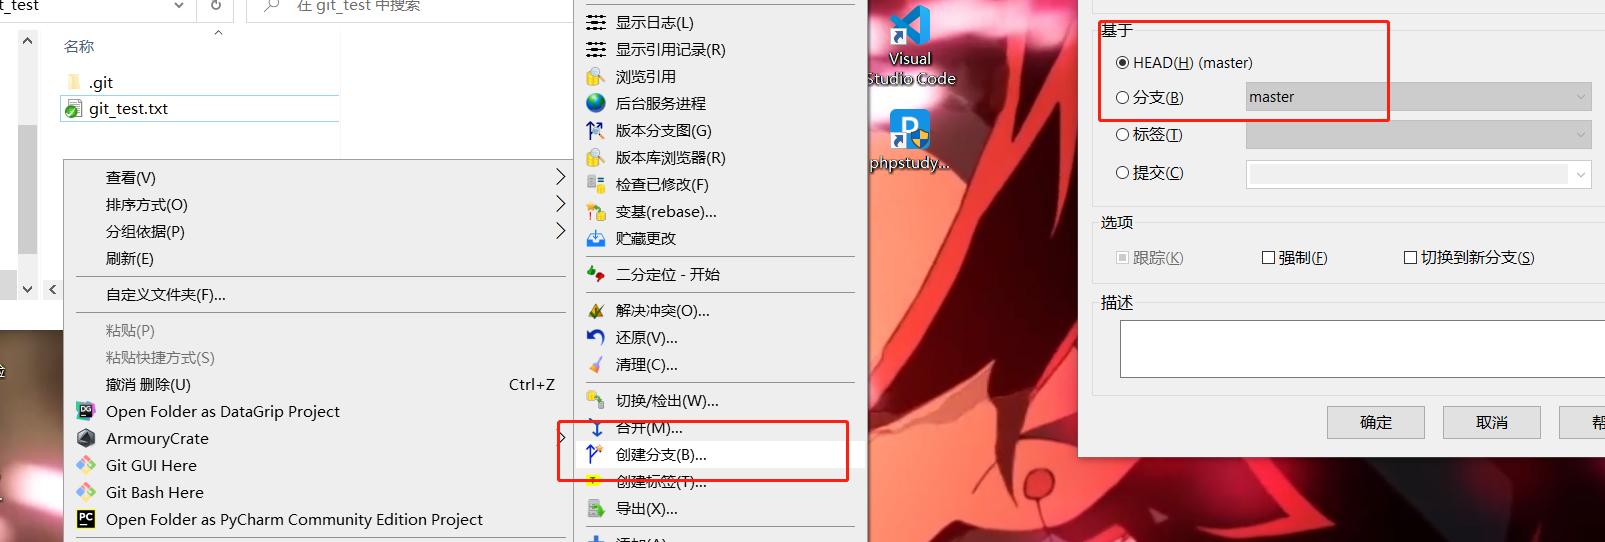 t_test
在 git_test 中搜索
名称
.git
git_test.txt
查看(V)
排序方式(O)
分组依据(P)
刷新(E)
自定义文件夹(F)...
粘贴(P)
粘贴快捷方式(S)
撤消 删除(U) Ctrl+Z
Open Folder as DataGrip Project
ArmouryCrate
Git GUI Here
Git Bash Here
Open Folder as PyCharm Community Edition Project
显示日志(L)
显示引用记录(R)
浏览引用
后台服务进程
版本分支图(G)
版本库浏览器(R)
检查已修改(F)
变基(rebase)...
贮藏更改
二分定位 - 开始
解决冲突(O)...
还原(V)...
清理(C)...
切换/检出(W)...
合并(M)...
创建分支(B)...
创建标签(T)...
导出(X)...
添加(A)
Visual
Studio Code
phpstudy...
基于
HEAD(H) (master)
分支(B) master
标签(T)
提交(C)
选项
跟踪(K) 强制(F) 切换到新分支(S)
描述
确定 取消